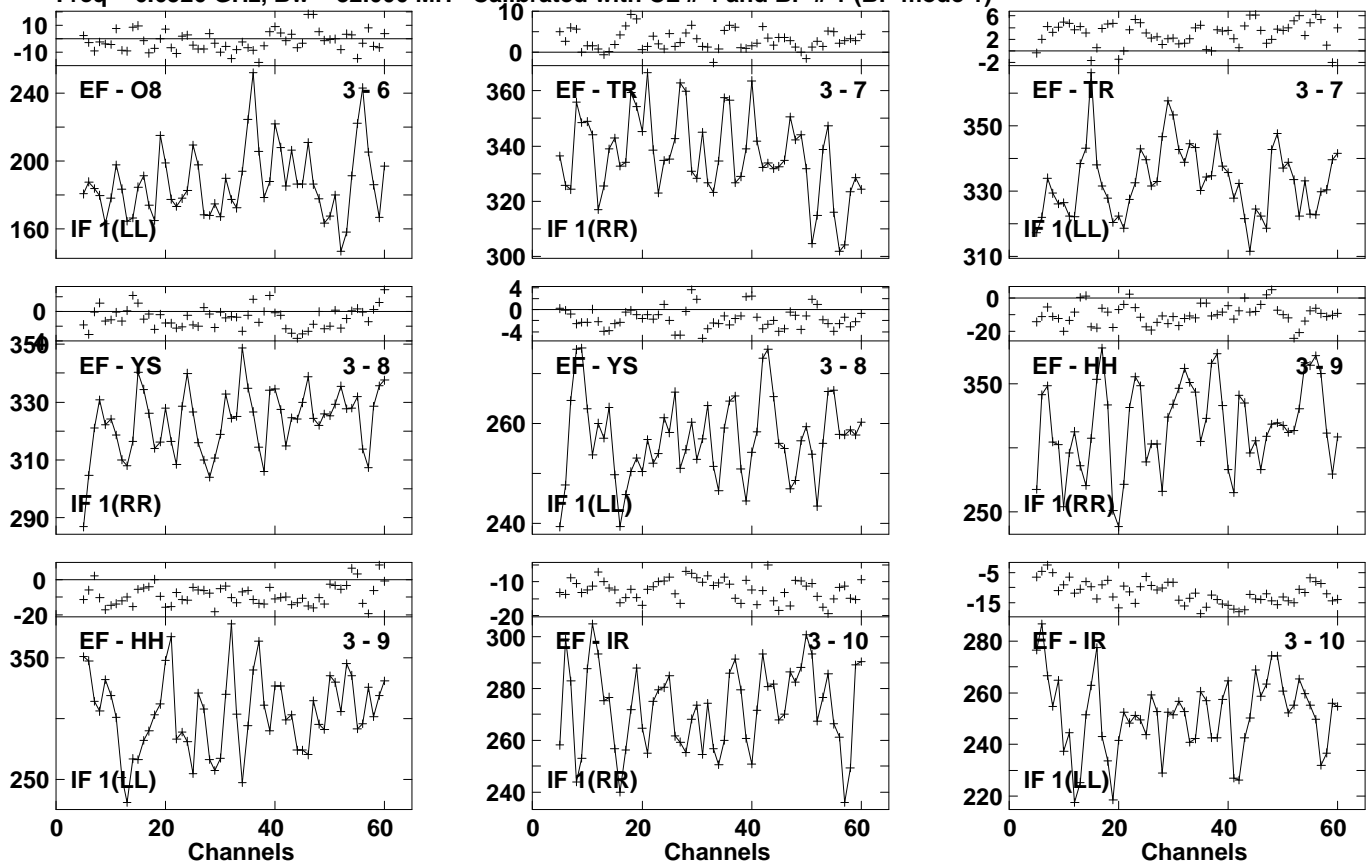 10
-10
240
200
160
EF - O8 3 - 6
IF 1(LL)
10
0
360
340
320
300
EF - TR 3 - 7
IF 1(RR)
6
2
-2
350
330
310
EF - TR 3 - 7
IF 1(LL)
0
330
310
290
EF - YS 3 - 8
IF 1(RR)
4
0
-4
260
240
EF - YS 3 - 8
IF 1(LL)
0
-20
350
250
EF - HH 3 - 9
IF 1(RR)
0
-20
350
250
EF - HH 3 - 9
IF 1(LL)
0 20 40 60
Channels
-10
-20
300
280
260
240
EF - IR 3 - 10
IF 1(RR)
0 20 40 60
Channels
-5
-15
280
260
240
220
EF - IR 3 - 10
IF 1(LL)
0 20 40 60
Channels